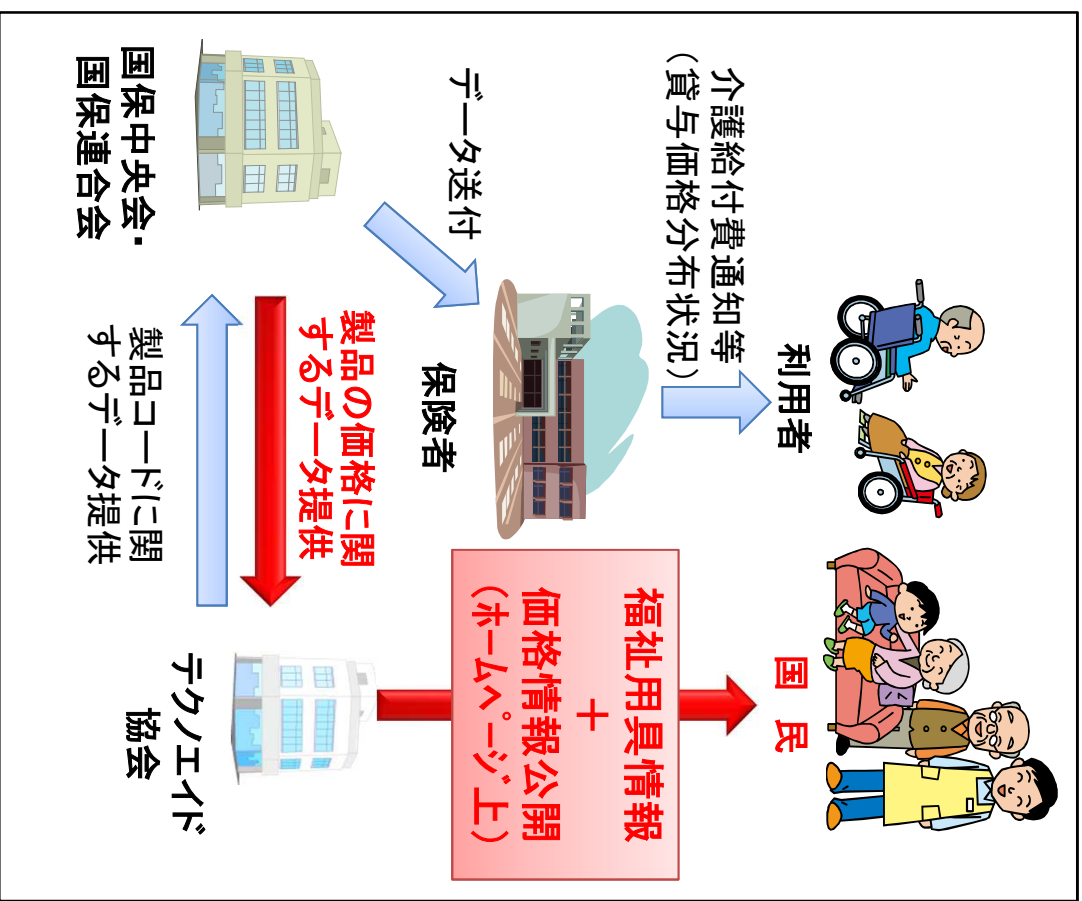 利用者
国 民
介護給付費通知等
（貸与価格分布状況）
福祉用具情報
＋
価格情報公開
（ホームページ上）
データ送付
保険者
製品の価格に関
するデータ提供
国保中央会・
国保連合会
製品コードに関
するデータ提供
テクノエイド
協会